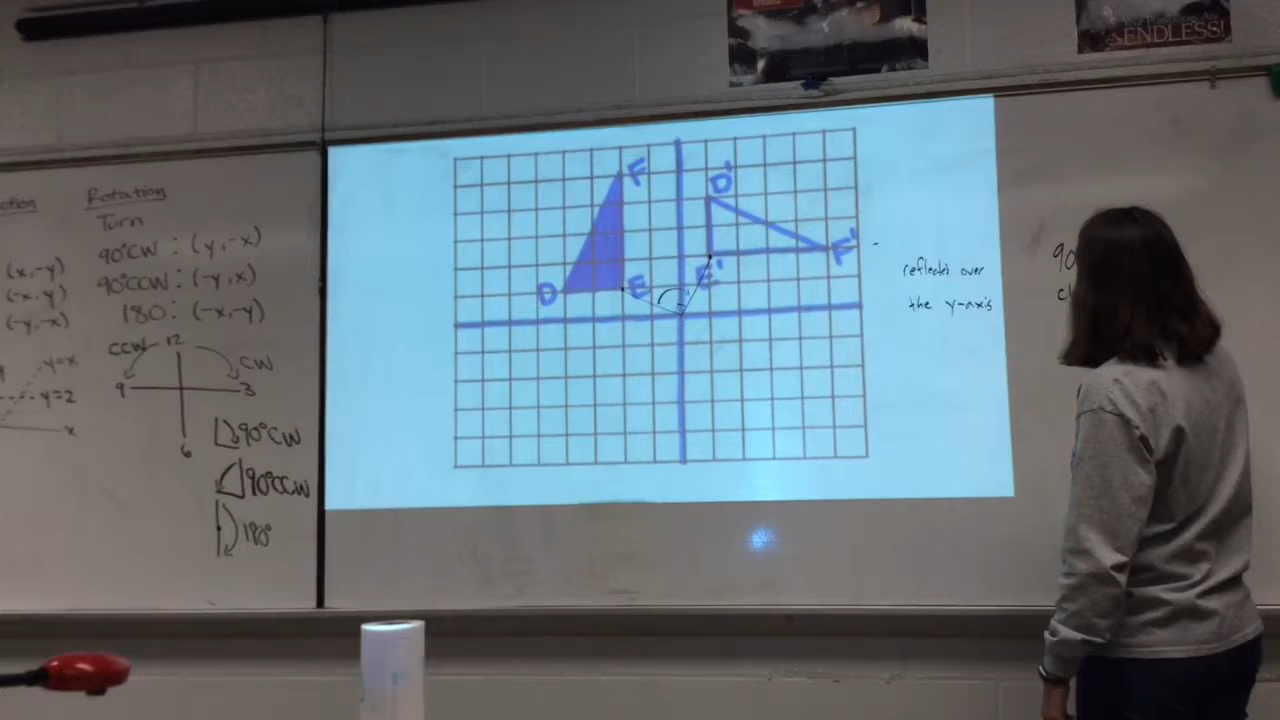 Rotation
Turn
90°CW : (y, -x)
90°CCW : (-y, x)
180 : (-x, -y)
(x, -y)
(-x, y)
(-y, -x)
CCW 12 CW
9 3
6
y=x
y=2
x
90°CW
90°CCW
180°
F
D'
D
E
E'
F'
reflected over
the y-axis
90
ENDLESS!